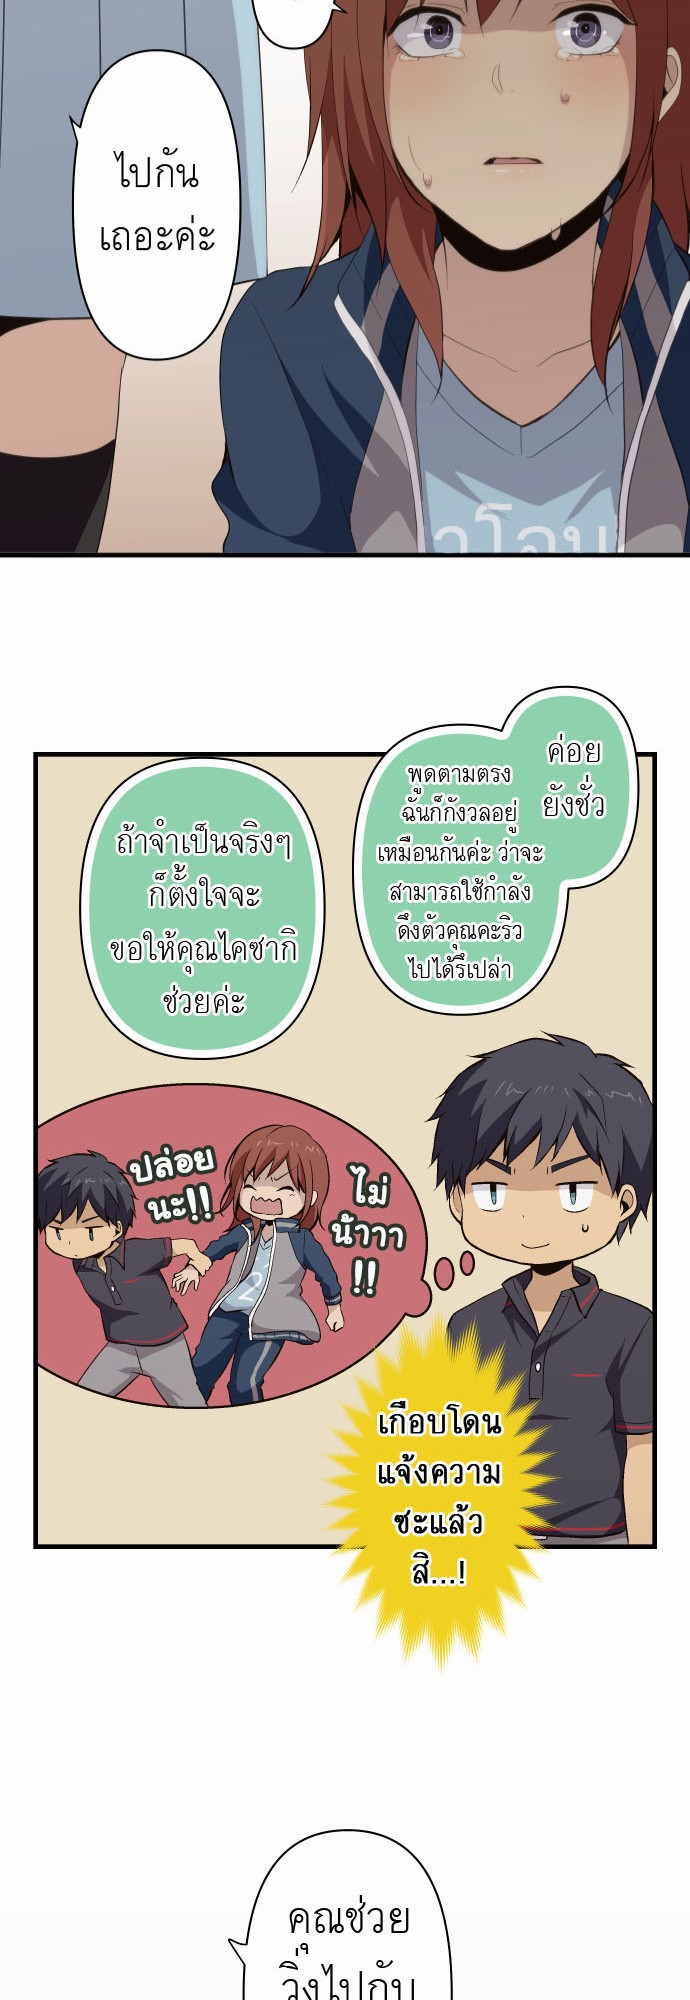 ไปกัน
เถอะค่ะ
วโลน
ค่อย
ยังชั่ว
พูดตามตรง
ฉันก็กังวลอยู่
เหมือนกันค่ะ ว่าจะ
สามารถใช้กำลัง
ดึงตัวคุณคะริว
ไปได้รึเปล่า
ถ้าจำเป็นจริงๆ
ก็ตั้งใจจะ
ขอให้คุณไคซากิ
ช่วยค่ะ
ปล่อย
นะ!!
ไม่
น้าาา
!!
2
เกือบโดน
แจ้งความ
ซะแล้ว
สิ...!
คุณช่วย
วิ่งไปกับ